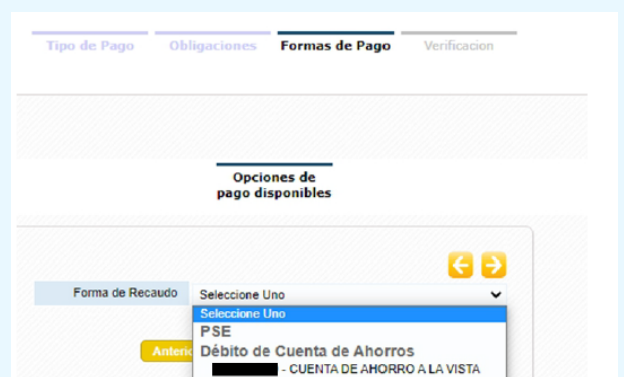 Tipo de Pago Obligaciones Formas de Pago Verificacion
Opciones de
pago disponibles
Forma de Recaudo Seleccione Uno
Seleccione Uno
PSE
Débito de Cuenta de Ahorros
- CUENTA DE AHORRO A LA VISTA